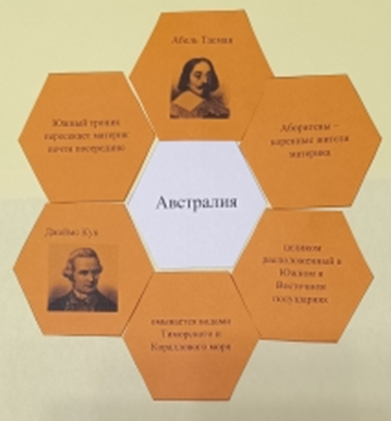 Абель Тасман
Южный тропик
пересекает материк
почти посередине
Аборигены –
коренные жители
материка
Австралия
Джеймс Кук
целиком
расположенный в
Южном и
Восточном
полушариях
омывается водами
Тиморского и
Кораллового моря